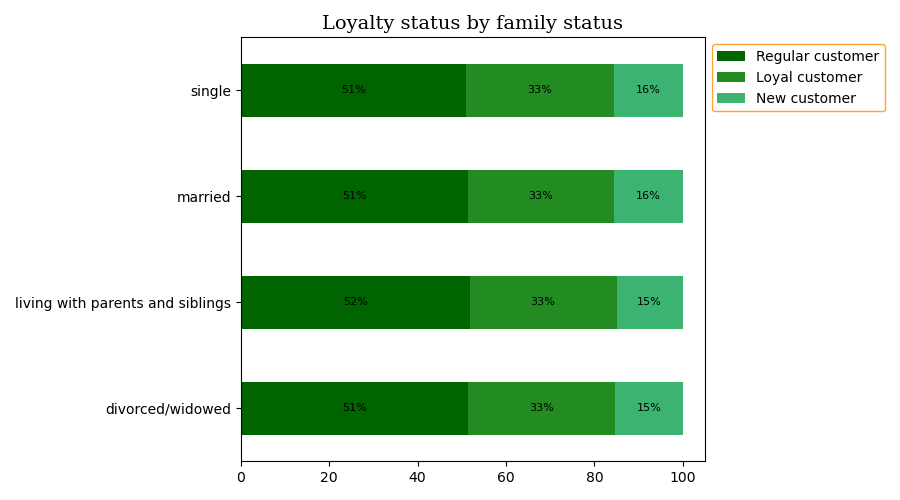 Loyalty status by family status
Regular customer
Loyal customer
New customer
single
51% 33% 16%
married
51% 33% 16%
living with parents and siblings
52% 33% 15%
divorced/widowed
51% 33% 15%
0 20 40 60 80 100